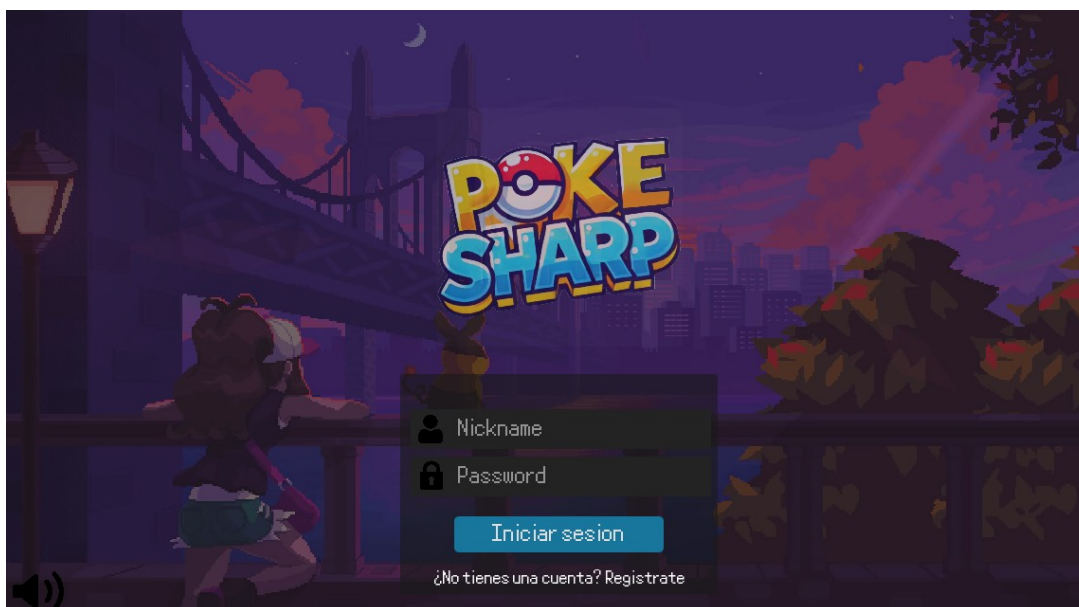 POKE
SHARP
Nickname
Password
Iniciar sesion
¿No tienes una cuenta? Registrate